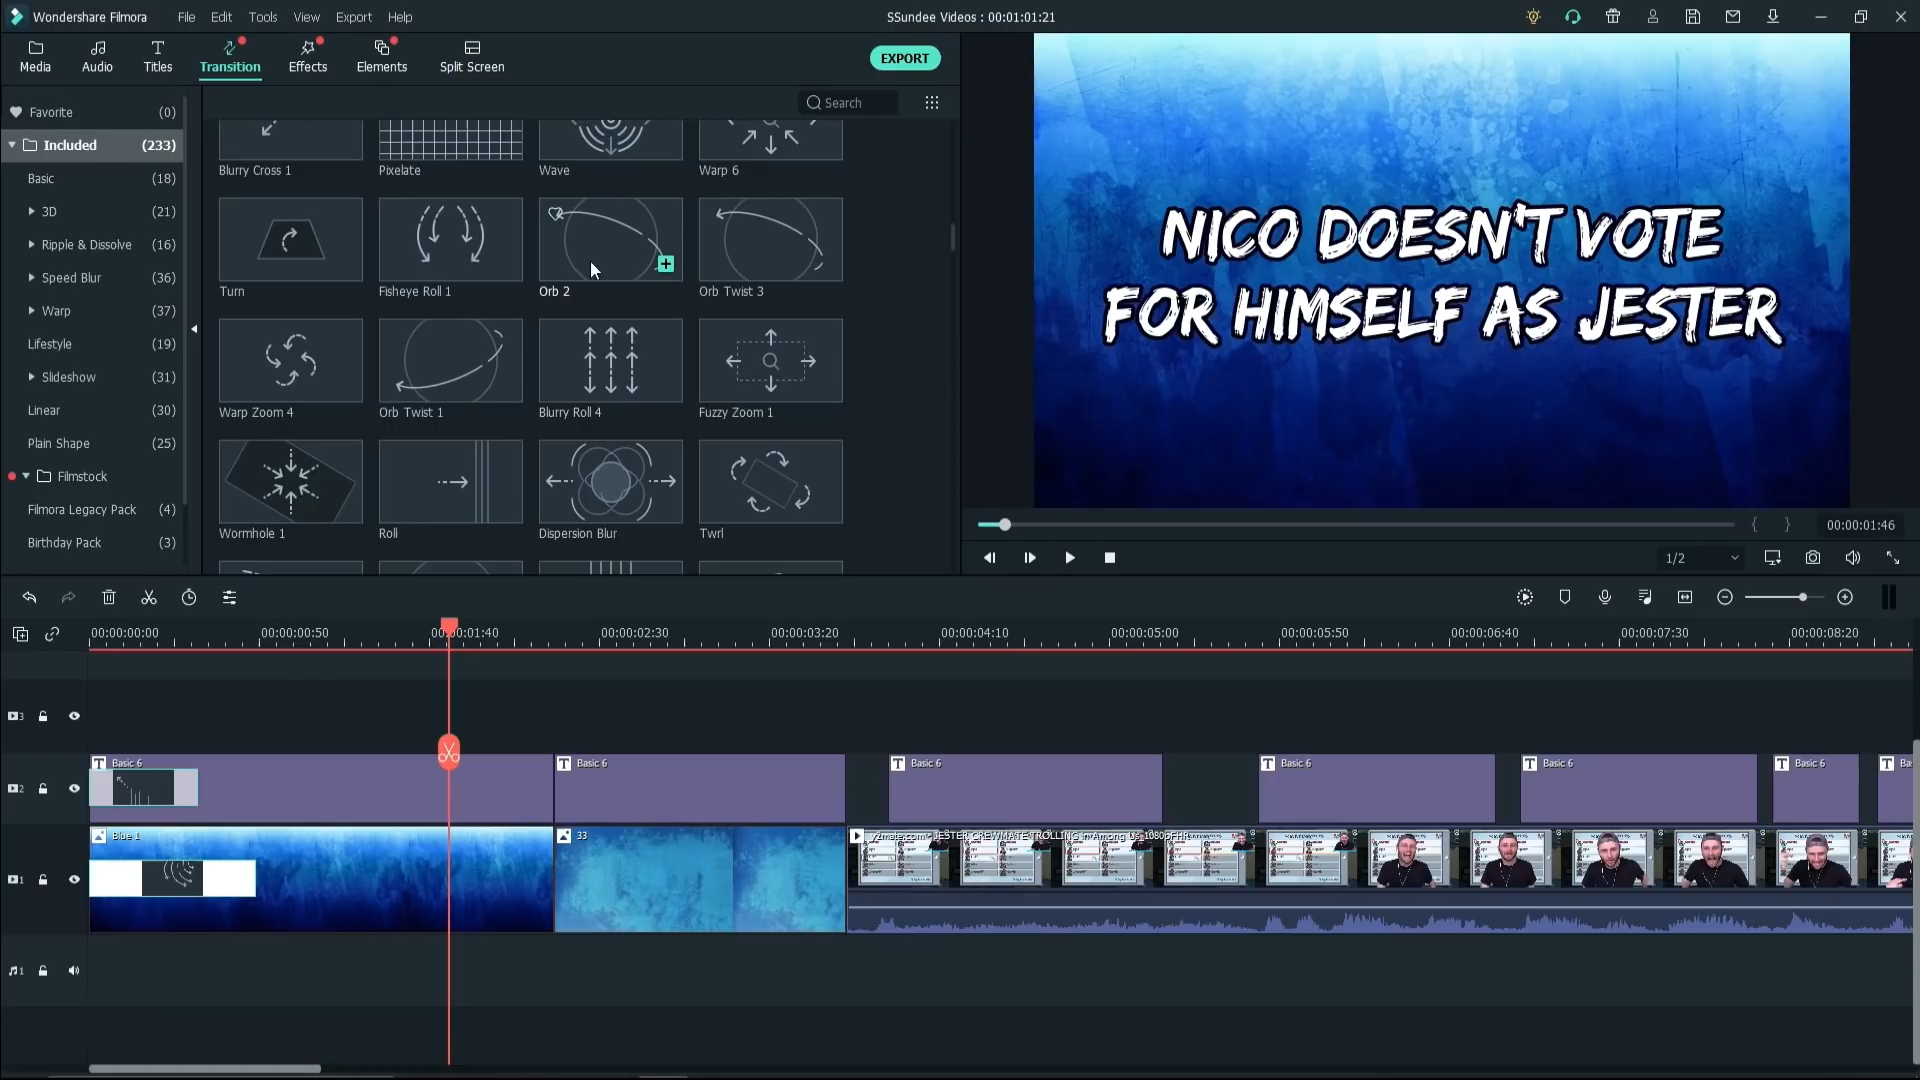 Wondershare Filmora
File Edit Tools View Export Help
SSundee Videos : 00:01:01:21
Media Audio Titles Transition Effects Elements Split Screen
EXPORT
Search
Favorite (0)
Included (233)
Basic (18)
3D (21)
Ripple & Dissolve (16)
Speed Blur (36)
Warp (37)
Lifestyle (19)
Slideshow (31)
Linear (30)
Plain Shape (25)
Filmstock
Filmora Legacy Pack (4)
Birthday Pack (3)
Blurry Cross 1 Pixelate Wave Warp 6
Turn Fisheye Roll 1 Orb 2 Orb Twist 3
Warp Zoom 4 Orb Twist 1 Blurry Roll 4 Fuzzy Zoom 1
Wormhole 1 Roll Dispersion Blur Twrl
NICO DOESN'T VOTE
FOR HIMSELF AS JESTER
{ } 00:00:01:46
1/2
00:00:00:00 00:00:00:50 00:00:01:40 00:00:02:30 00:00:03:20 00:00:04:10 00:00:05:00 00:00:05:50 00:00:06:40 00:00:07:30 00:00:08:20
3
2
Basic 6 Basic 6 Basic 6 Basic 6 Basic 6 Basic 6 Ba
1
Blue 1 33 y2mate.com - JESTER CREWMATE TROLLING in Among Us_1080pFHR
1